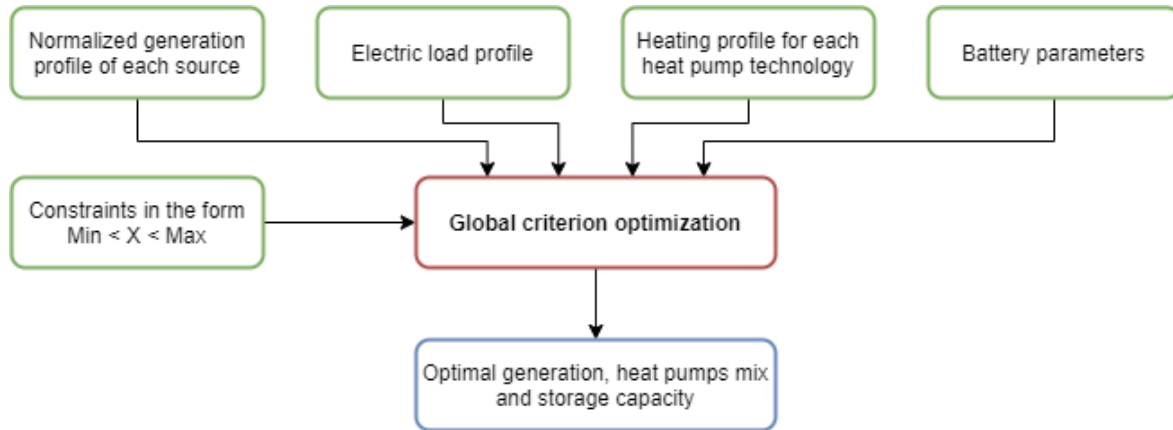 Normalized generation
profile of each source
Electric load profile
Heating profile for each
heat pump technology
Battery parameters
Constraints in the form
Min < X < Max
Global criterion optimization
Optimal generation, heat pumps mix
and storage capacity